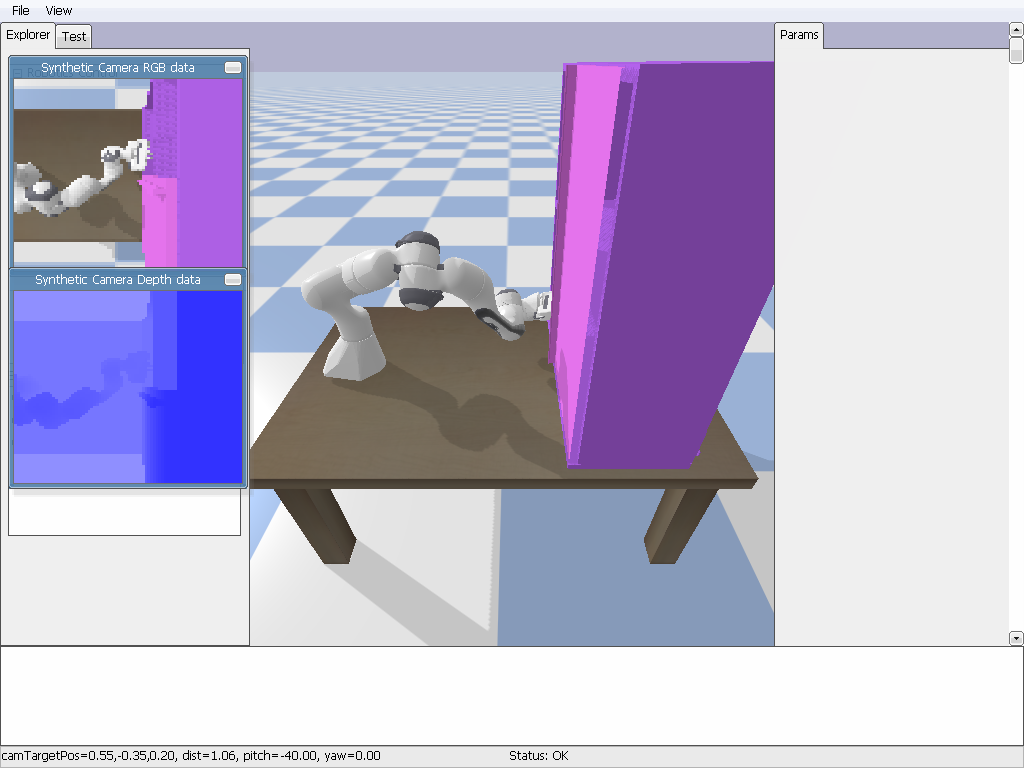 File View
Explorer Test
Params
Synthetic Camera RGB data
Synthetic Camera Depth data
camTargetPos=0.55,-0.35,0.20, dist=1.06, pitch=-40.00, yaw=0.00
Status: OK